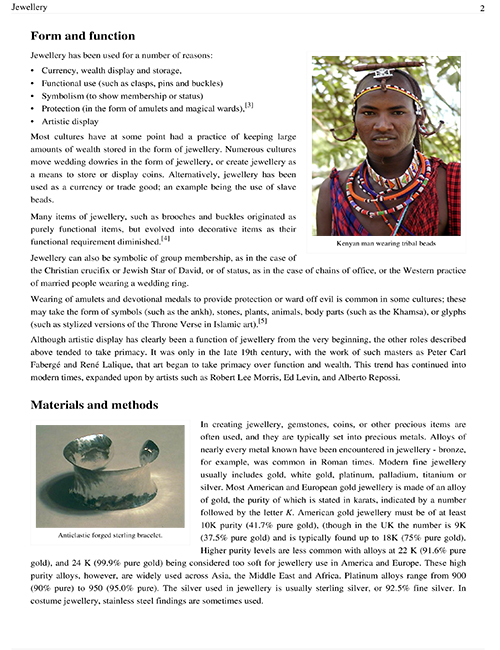 Jewellery
2
Form and function
Jewellery has been used for a number of reasons:
• Currency, wealth display and storage,
• Functional use (such as clasps, pins and buckles)
• Symbolism (to show membership or status)
• Protection (in the form of amulets and magical wards),[3]
• Artistic display
Most cultures have at some point had a practice of keeping large
amounts of wealth stored in the form of jewellery. Numerous cultures
move wedding dowries in the form of jewellery, or create jewellery as
a means to store or display coins. Alternatively, jewellery has been
used as a currency or trade good; an example being the use of slave
beads.
Many items of jewellery, such as brooches and buckles originated as
purely functional items, but evolved into decorative items as their
functional requirement diminished.[4]
Kenyan man wearing tribal beads
Jewellery can also be symbolic of group membership, as in the case of
the Christian crucifix or Jewish Star of David, or of status, as in the case of chains of office, or the Western practice
of married people wearing a wedding ring.
Wearing of amulets and devotional medals to provide protection or ward off evil is common in some cultures; these
may take the form of symbols (such as the ankh), stones, plants, animals, body parts (such as the Khamsa), or glyphs
(such as stylized versions of the Throne Verse in Islamic art).[5]
Although artistic display has clearly been a function of jewellery from the very beginning, the other roles described
above tended to take primacy. It was only in the late 19th century, with the work of such masters as Peter Carl
Fabergé and René Lalique, that art began to take primacy over function and wealth. This trend has continued into
modern times, expanded upon by artists such as Robert Lee Morris, Ed Levin, and Alberto Repossi.
Materials and methods
In creating jewellery, gemstones, coins, or other precious items are
often used, and they are typically set into precious metals. Alloys of
nearly every metal known have been encountered in jewellery - bronze,
for example, was common in Roman times. Modern fine jewellery
usually includes gold, white gold, platinum, palladium, titanium or
silver. Most American and European gold jewellery is made of an alloy
of gold, the purity of which is stated in karats, indicated by a number
followed by the letter K. American gold jewellery must be of at least
10K purity (41.7% pure gold), (though in the UK the number is 9K
(37.5% pure gold) and is typically found up to 18K (75% pure gold).
Higher purity levels are less common with alloys at 22 K (91.6% pure
Anticlastic forged sterling bracelet.
gold), and 24 K (99.9% pure gold) being considered too soft for jewellery use in America and Europe. These high
purity alloys, however, are widely used across Asia, the Middle East and Africa. Platinum alloys range from 900
(90% pure) to 950 (95.0% pure). The silver used in jewellery is usually sterling silver, or 92.5% fine silver. In
costume jewellery, stainless steel findings are sometimes used.